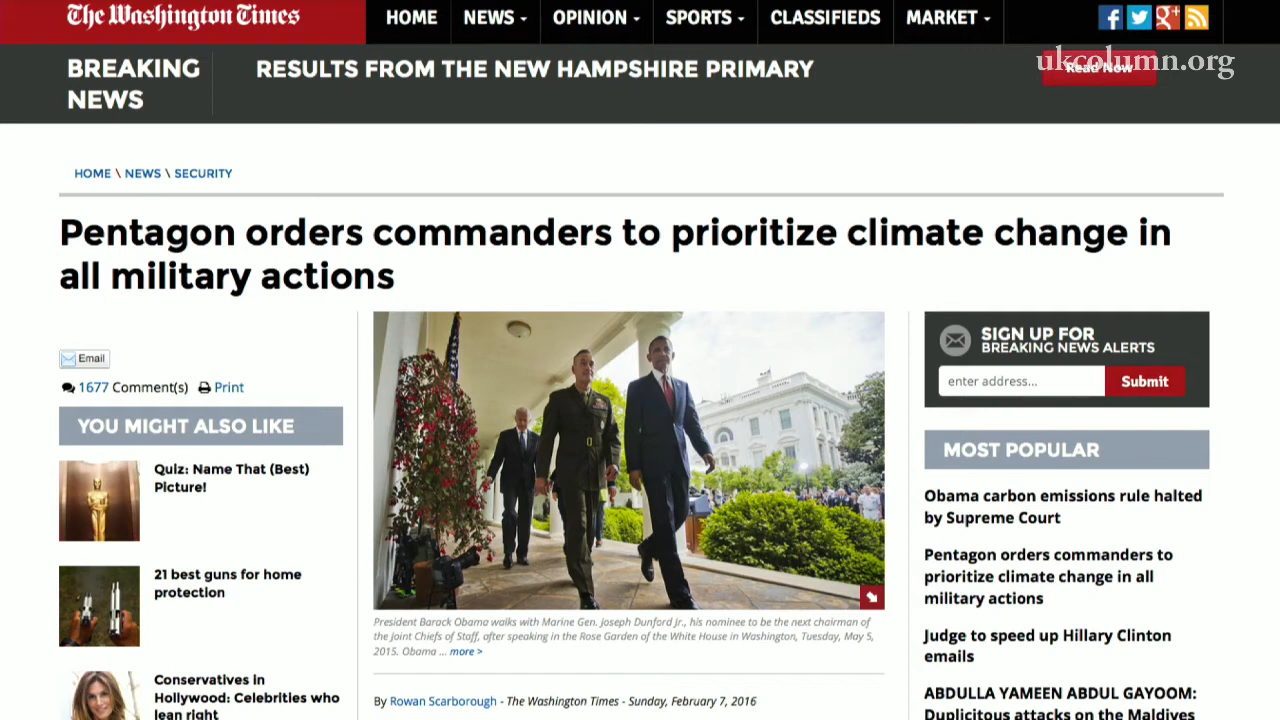 The Washington Times
HOME
NEWS
OPINION
SPORTS
CLASSIFIEDS
MARKET
ukcolumn.org
BREAKING
NEWS
RESULTS FROM THE NEW HAMPSHIRE PRIMARY
Read Now
HOME \ NEWS \ SECURITY
Pentagon orders commanders to prioritize climate change in
all military actions
Email
1677 Comment(s) Print
YOU MIGHT ALSO LIKE
Quiz: Name That (Best)
Picture!
21 best guns for home
protection
Conservatives in
Hollywood: Celebrities who
lean right
President Barack Obama walks with Marine Gen. Joseph Dunford Jr., his nominee to be the next chairman of
the Joint Chiefs of Staff, after speaking in the Rose Garden of the White House in Washington, Tuesday, May 5,
2015. Obama ... more >
By Rowan Scarborough - The Washington Times - Sunday, February 7, 2016
SIGN UP FOR
BREAKING NEWS ALERTS
enter address...
Submit
MOST POPULAR
Obama carbon emissions rule halted
by Supreme Court
Pentagon orders commanders to
prioritize climate change in all
military actions
Judge to speed up Hillary Clinton
emails
ABDULLA YAMEEN ABDUL GAYOOM:
Duplicitous attacks on the Maldives